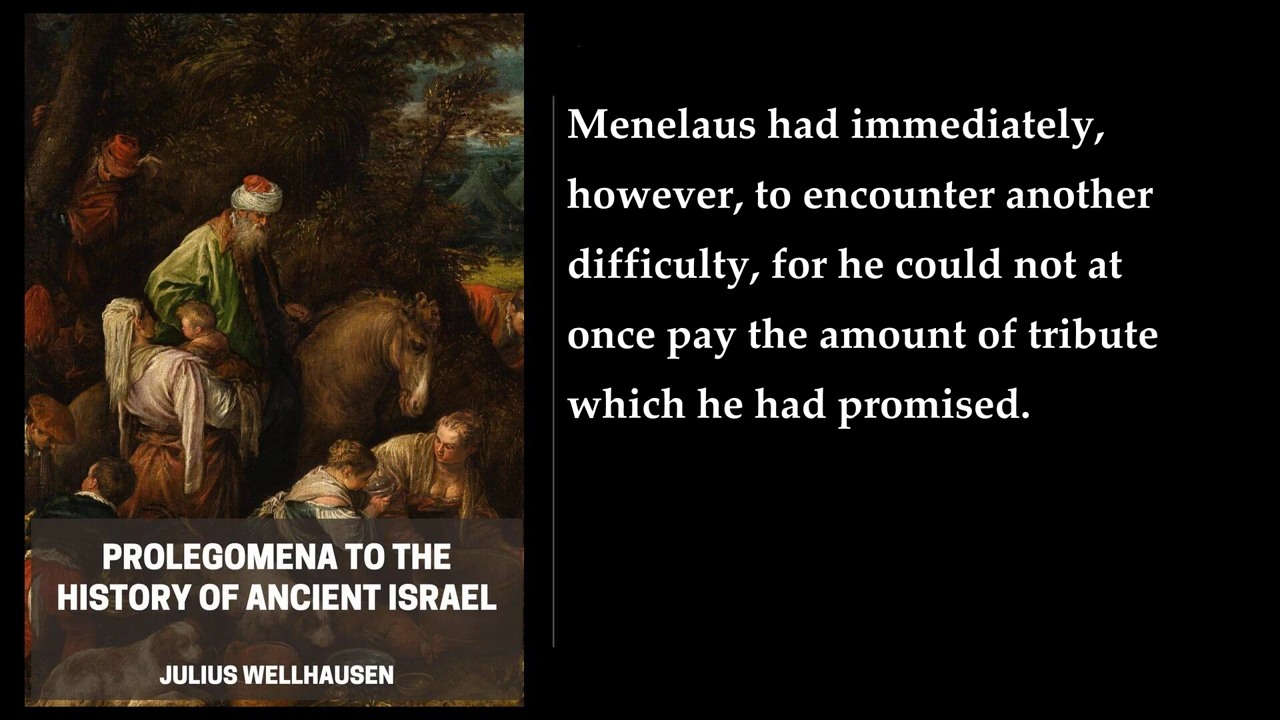 Menelaus had immediately,
however, to encounter another
difficulty, for he could not at
once pay the amount of tribute
which he had promised.
PROLEGOMENA TO THE
HISTORY OF ANCIENT ISRAEL
JULIUS WELLHAUSEN